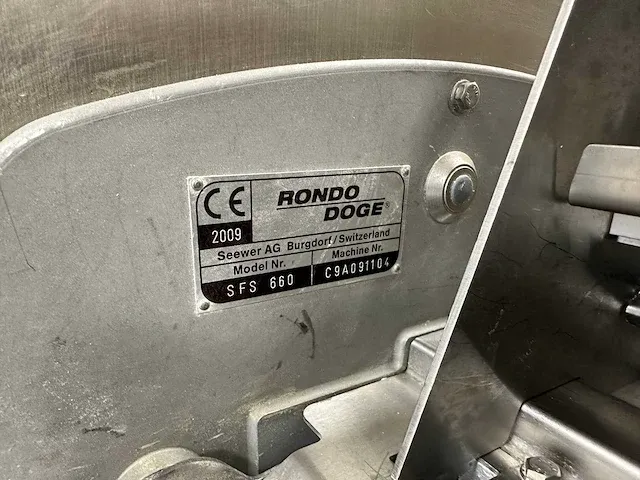 CE
2009
RONDO
DOGE®
Seewer AG Burgdorf/Switzerland
Model Nr. Machine Nr.
SFS 660 C9A091104